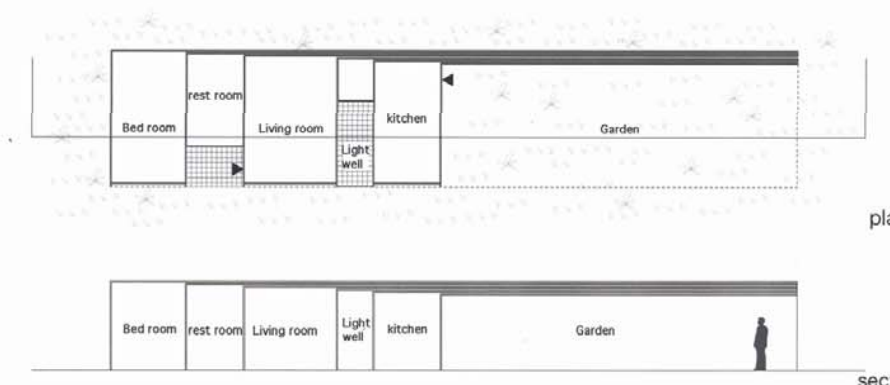 rest room
Bed room
Living room
kitchen
Garden
Light
well
pla
Bed room
rest room
Living room
Light
well
kitchen
Garden
sec